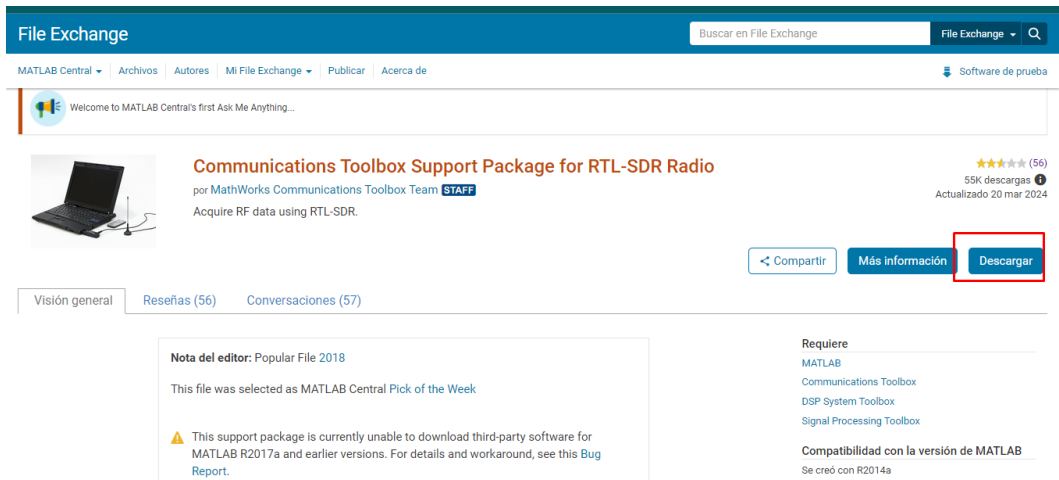 File Exchange
Buscar en File Exchange
File Exchange
MATLAB Central Archivos Autores Mi File Exchange Publicar Acerca de
Software de prueba
Welcome to MATLAB Central's first Ask Me Anything...
Communications Toolbox Support Package for RTL-SDR Radio
(56)
por MathWorks Communications Toolbox Team STAFF
55K descargas
Acquire RF data using RTL-SDR.
Actualizado 20 mar 2024
Compartir
Más información
Descargar
Visión general
Reseñas (56)
Conversaciones (57)
Nota del editor: Popular File 2018
This file was selected as MATLAB Central Pick of the Week
This support package is currently unable to download third-party software for
MATLAB R2017a and earlier versions. For details and workaround, see this Bug
Report.
Requiere
MATLAB
Communications Toolbox
DSP System Toolbox
Signal Processing Toolbox
Compatibilidad con la versión de MATLAB
Se creó con R2014a